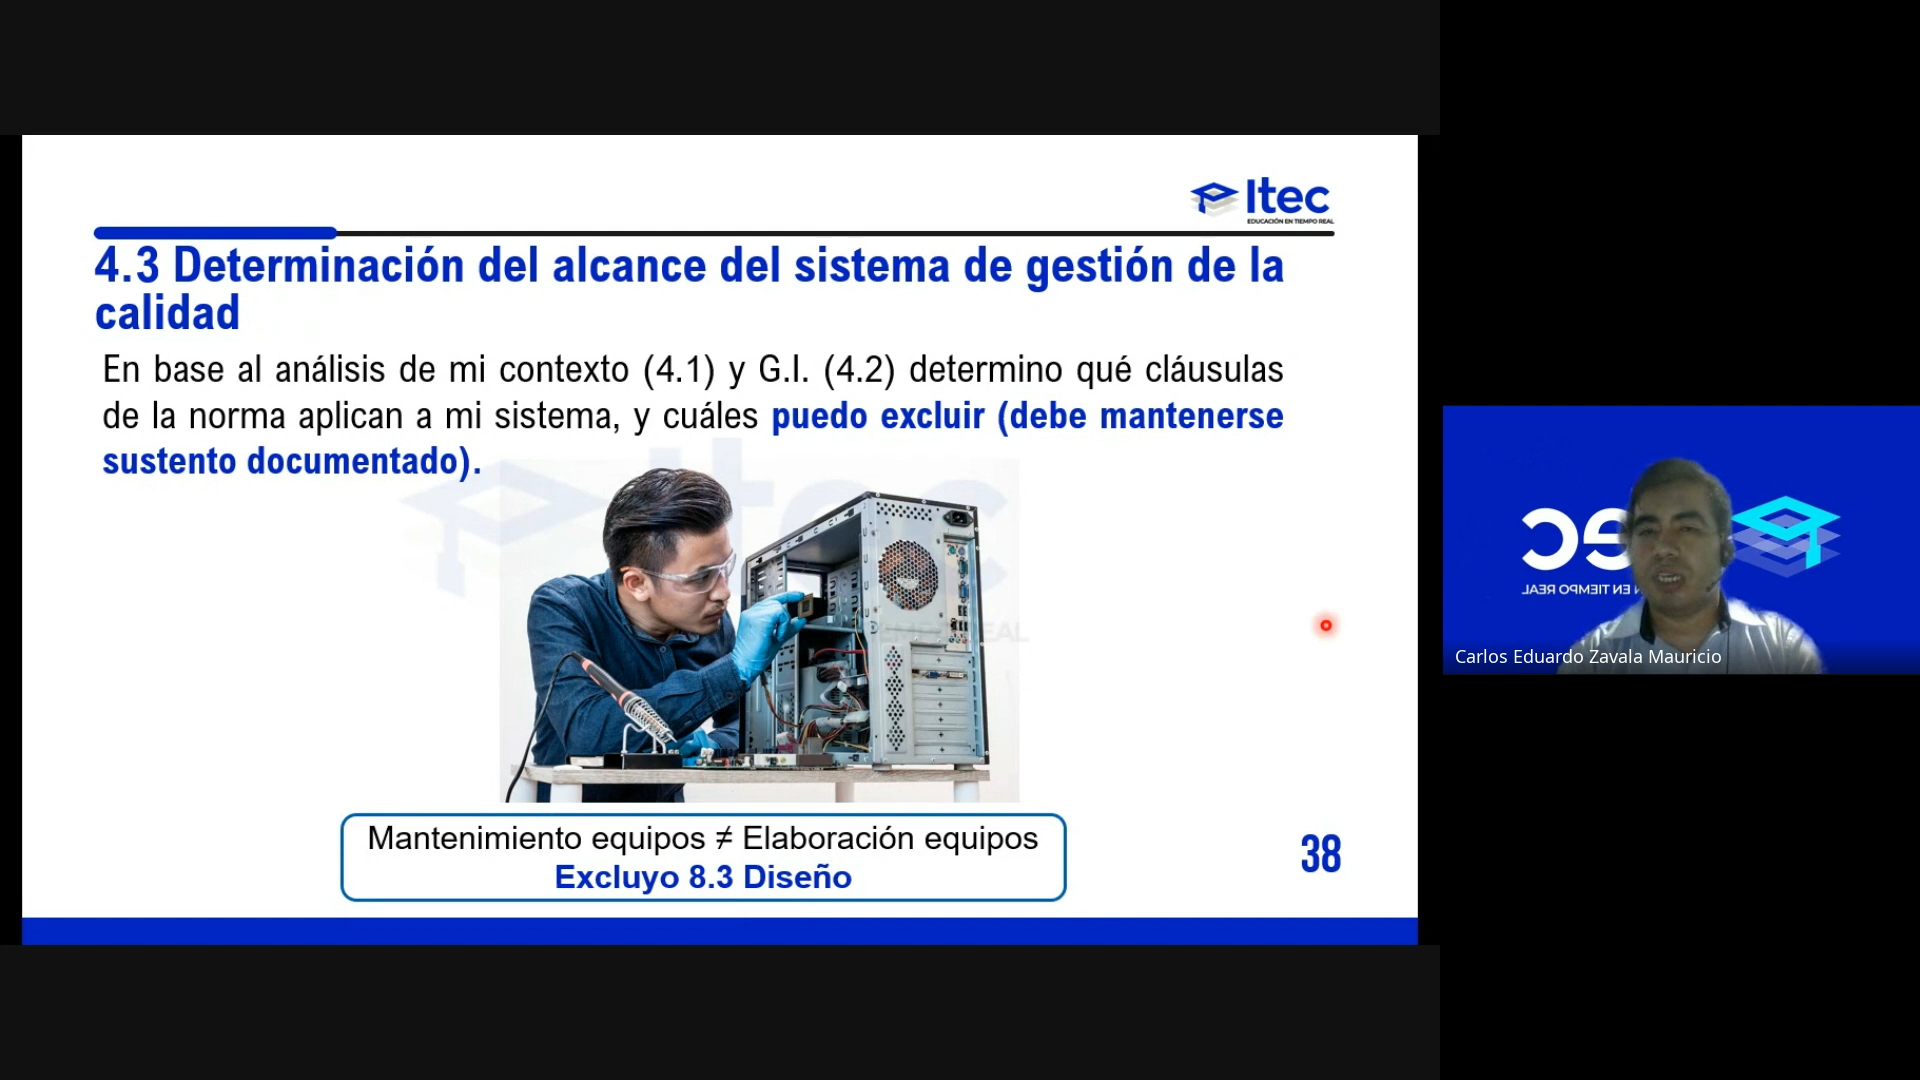 Itec
EDUCACIÓN EN TIEMPO REAL
4.3 Determinación del alcance del sistema de gestión de la
calidad
En base al análisis de mi contexto (4.1) y G.I. (4.2) determino qué cláusulas
de la norma aplican a mi sistema, y cuáles puedo excluir (debe mantenerse
sustento documentado).
Mantenimiento equipos ≠ Elaboración equipos
Excluyo 8.3 Diseño
38
EN TIEMPO REAL
Carlos Eduardo Zavala Mauricio